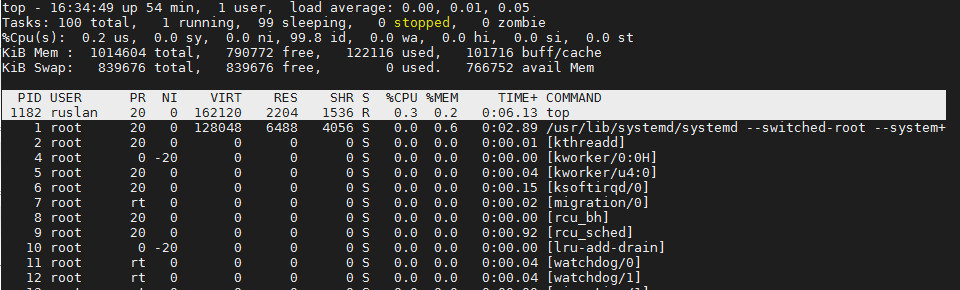 top - 16:34:49 up 54 min,  1 user,  load average: 0.00, 0.01, 0.05
Tasks: 100 total,   1 running,  99 sleeping,   0 stopped,   0 zombie
%Cpu(s):  0.2 us,  0.0 sy,  0.0 ni, 99.8 id,  0.0 wa,  0.0 hi,  0.0 si,  0.0 st
KiB Mem :  1014604 total,   790772 free,   122116 used,   101716 buff/cache
KiB Swap:   839676 total,   839676 free,        0 used.   766752 avail Mem
  PID USER      PR  NI    VIRT    RES    SHR S  %CPU %MEM     TIME+ COMMAND
 1182 ruslan    20   0  162120   2204   1536 R   0.3  0.2   0:06.13 top
    1 root      20   0  128048   6488   4056 S   0.0  0.6   0:02.89 /usr/lib/systemd/systemd --switched-root --system+
    2 root      20   0       0      0      0 S   0.0  0.0   0:00.01 [kthreadd]
    4 root       0 -20       0      0      0 S   0.0  0.0   0:00.00 [kworker/0:0H]
    5 root      20   0       0      0      0 S   0.0  0.0   0:00.04 [kworker/u4:0]
    6 root      20   0       0      0      0 S   0.0  0.0   0:00.15 [ksoftirqd/0]
    7 root      rt   0       0      0      0 S   0.0  0.0   0:00.02 [migration/0]
    8 root      20   0       0      0      0 S   0.0  0.0   0:00.00 [rcu_bh]
    9 root      20   0       0      0      0 S   0.0  0.0   0:00.92 [rcu_sched]
   10 root       0 -20       0      0      0 S   0.0  0.0   0:00.00 [lru-add-drain]
   11 root      rt   0       0      0      0 S   0.0  0.0   0:00.04 [watchdog/0]
   12 root      rt   0       0      0      0 S   0.0  0.0   0:00.04 [watchdog/1]